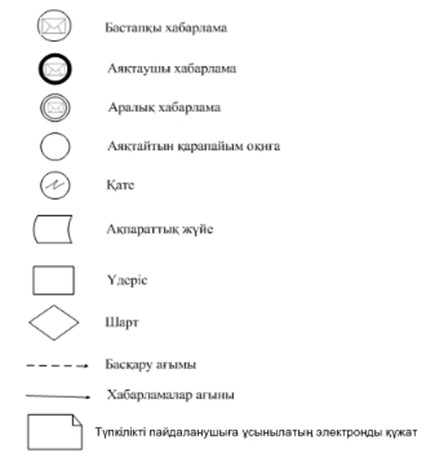 Бастапқы хабарлама
Аяқтаушы хабарлама
Аралық хабарлама
Аяқтайтын қарапайым оқиға
Қате
Ақпараттық жүйе
Үдеріс
Шарт
Басқару ағымы
Хабарламалар ағыны
Түпкілікті пайдаланушыға ұсынылатың электронды құжат